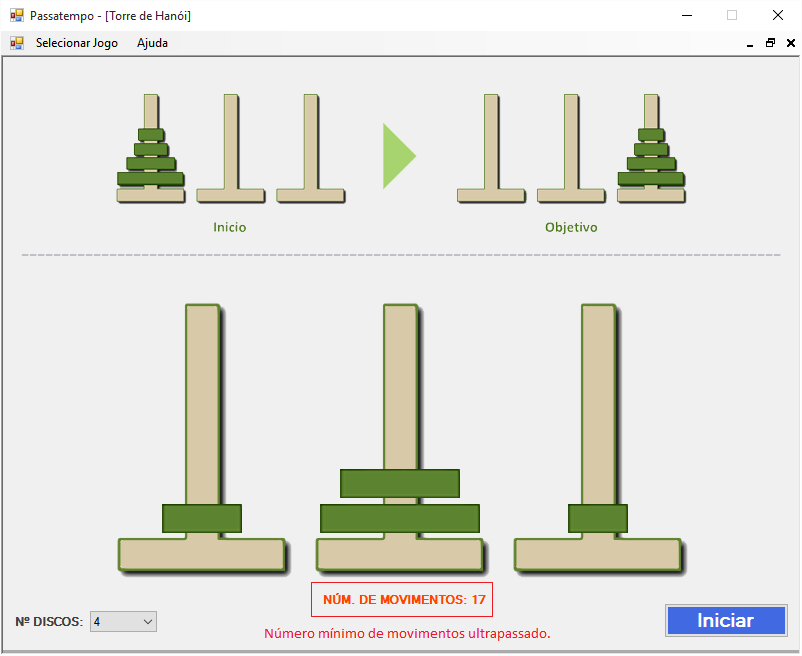 Passatempo - [Torre de Hanói]
Selecionar Jogo Ajuda
Inicio Objetivo
NÚM. DE MOVIMENTOS: 17
Nº DISCOS: 4 Iniciar
Número mínimo de movimentos ultrapassado.